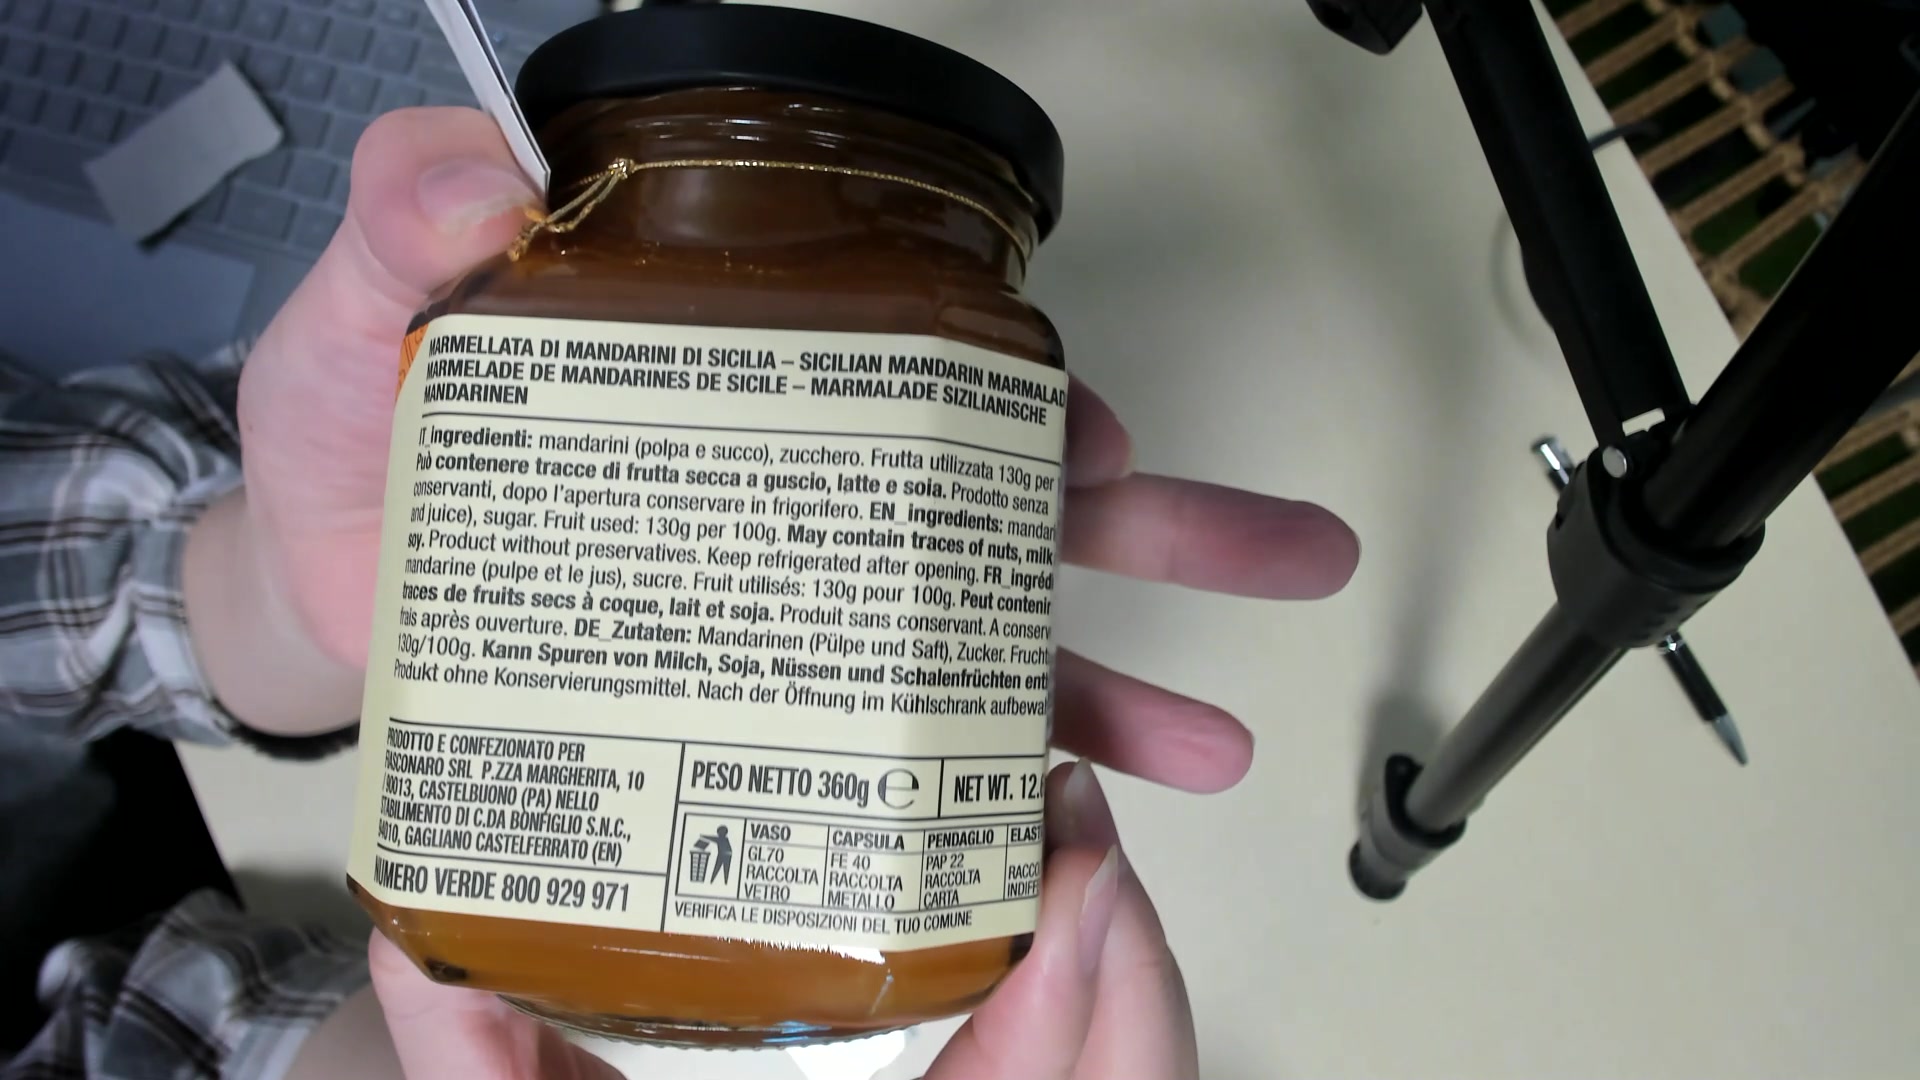 MARMELLATA DI MANDARINI DI SICILIA – SICILIAN MANDARIN MARMALAD
MARMELADE DE MANDARINES DE SICILE – MARMALADE SIZILIANISCHE
MANDARINEN
IT_Ingredienti: mandarini (polpa e succo), zucchero. Frutta utilizzata 130g per
Può contenere tracce di frutta secca a guscio, latte e soia. Prodotto senza
conservanti, dopo l'apertura conservare in frigorifero. EN_ingredients: mandar
and juice), sugar. Fruit used: 130g per 100g. May contain traces of nuts, milk
soy. Product without preservatives. Keep refrigerated after opening. FR_ingréd
mandarine (pulpe et le jus), sucre. Fruit utilisés: 130g pour 100g. Peut contenir
traces de fruits secs à coque, lait et soja. Produit sans conservant. A conserv
frais après ouverture. DE_Zutaten: Mandarinen (Pülpe und Saft), Zucker. Frucht
130g/100g. Kann Spuren von Milch, Soja, Nüssen und Schalenfrüchten ent
Produkt ohne Konservierungsmittel. Nach der Öffnung im Kühlschrank aufbewa
PRODOTTO E CONFEZIONATO PER
FIASCONARO SRL P.ZZA MARGHERITA, 10
/ 90013, CASTELBUONO (PA) NELLO
STABILIMENTO DI C.DA BONFIGLIO S.N.C.,
94010, GAGLIANO CASTELFERRATO (EN)
NUMERO VERDE 800 929 971
PESO NETTO 360g e
NET WT. 12.
VASO
GL70
RACCOLTA
VETRO
CAPSULA
FE 40
RACCOLTA
METALLO
PENDAGLIO
PAP 22
RACCOLTA
CARTA
ELAST
RACCO
INDIFF
VERIFICA LE DISPOSIZIONI DEL TUO COMUNE